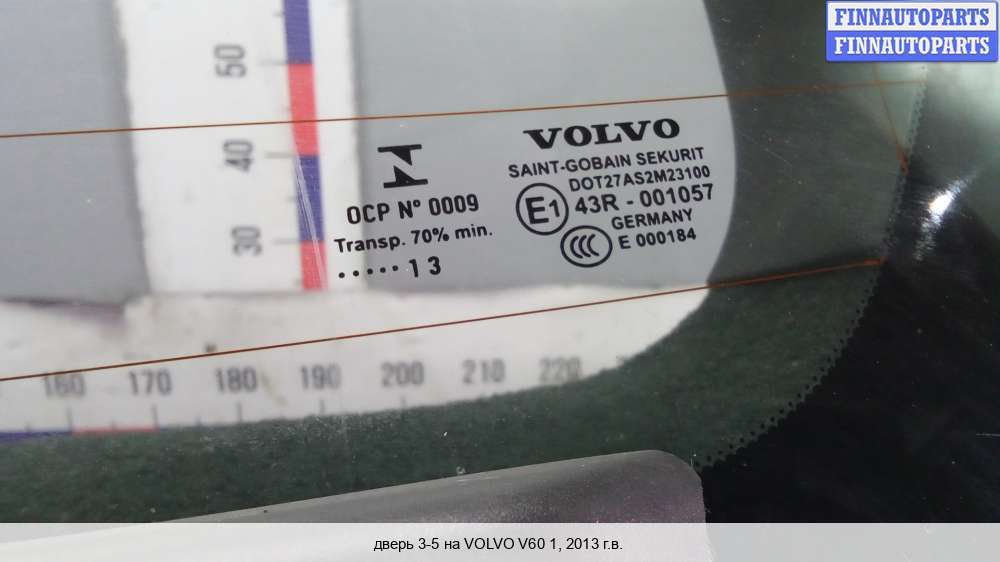 FINNAUTOPARTS
FINNAUTOPARTS
50
40
30
VOLVO
SAINT-GOBAIN SEKURIT
DOT27AS2M23100
E1 43R - 001057
GERMANY
CCC E 000184
OCP N° 0009
Transp. 70% min.
..... 13
160 170 180 190 200 210 220
дверь 3-5 на VOLVO V60 1, 2013 г.в.